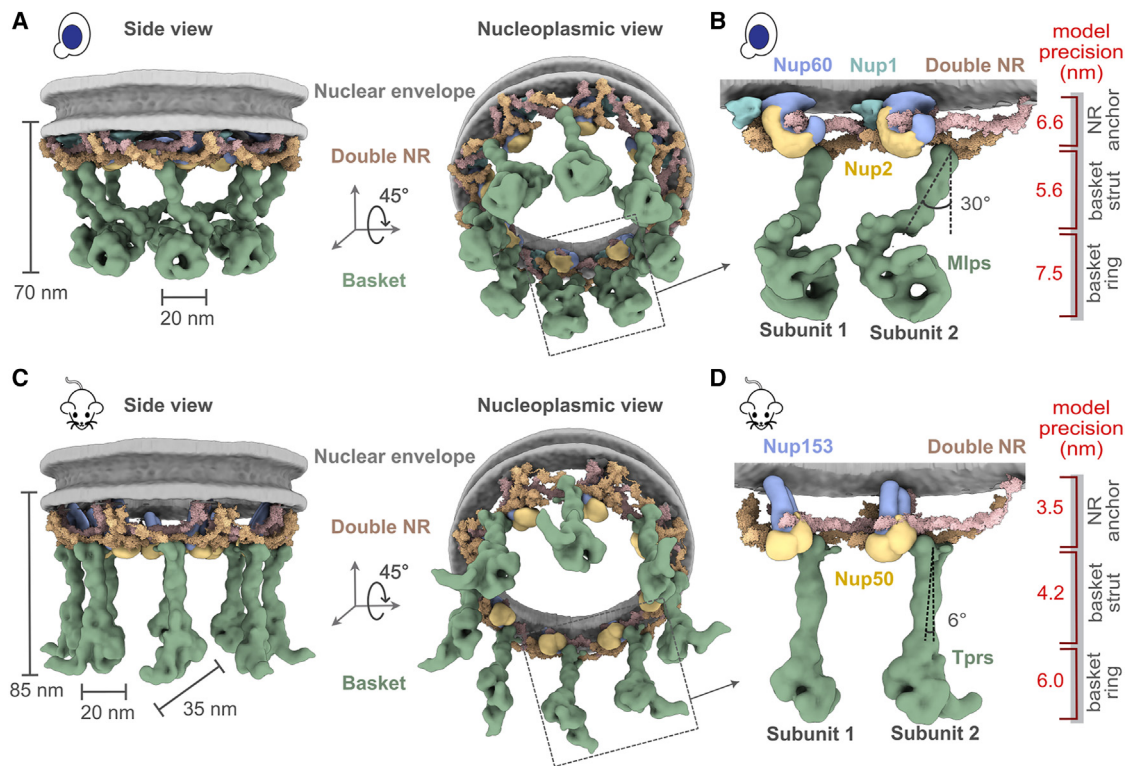 A
Side view
Nucleoplasmic view
Nuclear envelope
Double NR
45°
Basket
70 nm
20 nm
B
Nup60
Nup1
Double NR
model
precision
(nm)
Nup2
30°
Mlps
Subunit 1
Subunit 2
6.6
NR
anchor
5.6
basket
strut
7.5
basket
ring
C
Side view
Nucleoplasmic view
Nuclear envelope
Double NR
45°
Basket
85 nm
20 nm
35 nm
D
Nup153
Double NR
model
precision
(nm)
Nup50
6°
Tprs
Subunit 1
Subunit 2
3.5
NR
anchor
4.2
basket
strut
6.0
basket
ring